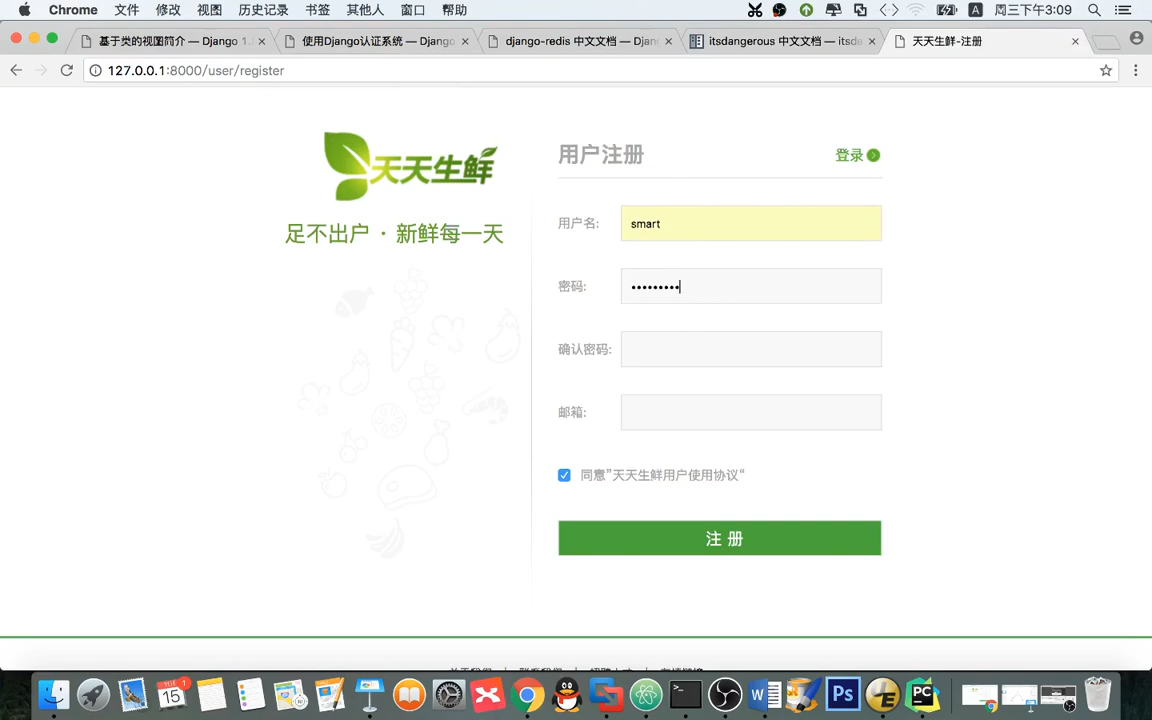 Chrome 文件 修改 视图 历史记录 书签 其他人 窗口 帮助 A 周三下午3:09
基于类的视图简介 — Django 1. 使用Django认证系统 — Django django-redis 中文文档 — Djan itsdangerous 中文文档 — itsd 天天生鲜-注册
127.0.0.1:8000/user/register
天天生鲜
足不出户 · 新鲜每一天
用户注册 登录
用户名: smart
密码: •••••••••
确认密码:
邮箱:
同意”天天生鲜用户使用协议“
注 册
15 1 W Ps PC